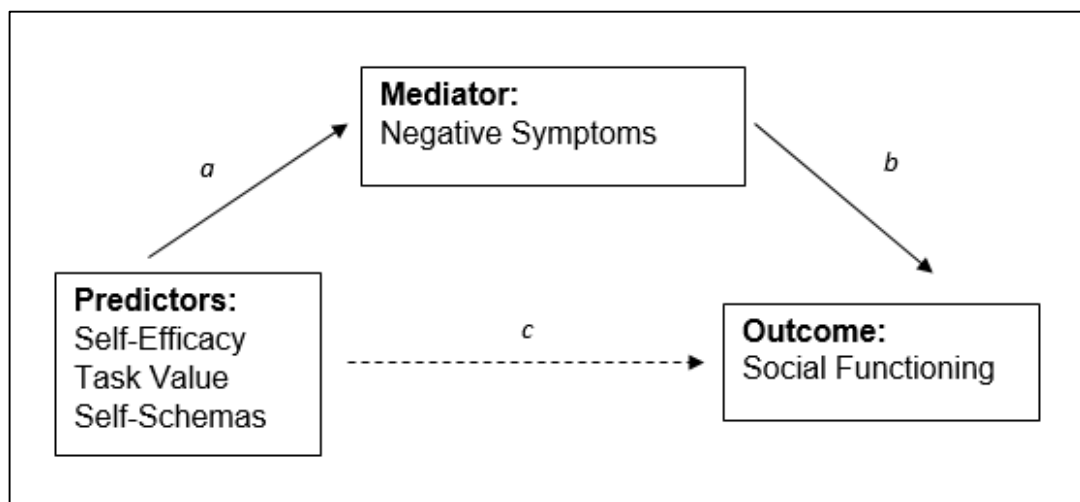 Mediator:
Negative Symptoms
a
b
Predictors:
Self-Efficacy
Task Value
Self-Schemas
c
Outcome:
Social Functioning